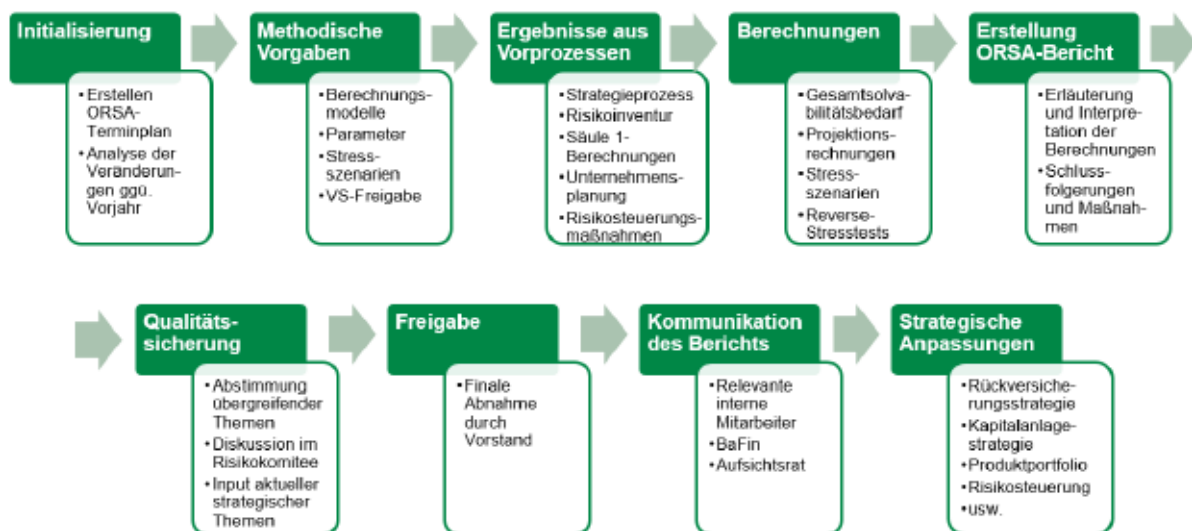 Initialisierung
• Erstellen
ORSA-
Terminplan
• Analyse der
Veränderun-
gen ggü.
Vorjahr
Methodische
Vorgaben
• Berechnungs-
modelle
• Parameter
• Stress-
szenarien
• VS-Freigabe
Ergebnisse aus
Vorprozessen
• Strategieprozess
• Risikoinventur
• Säule 1-
Berechnungen
• Unternehmens-
planung
• Risikosteuerungs-
maßnahmen
Berechnungen
• Gesamtsolva-
bilitätsbedarf
• Projektions-
rechnungen
• Stress-
szenarien
• Reverse-
Stresstests
Erstellung
ORSA-Bericht
• Erläuterung
und Interpre-
tation der
Berechnungen
• Schluss-
folgerungen
und Maßnah-
men
Qualitäts-
sicherung
• Abstimmung
übergreifender
Themen
• Diskussion im
Risikokomitee
• Input aktueller
strategischer
Themen
Freigabe
• Finale
Abnahme
durch
Vorstand
Kommunikation
des Berichts
• Relevante
interne
Mitarbeiter
• BaFin
• Aufsichtsrat
Strategische
Anpassungen
• Rückversiche-
rungsstrategie
• Kapitalanlage-
strategie
• Produktportfolio
• Risikosteuerung
• usw.